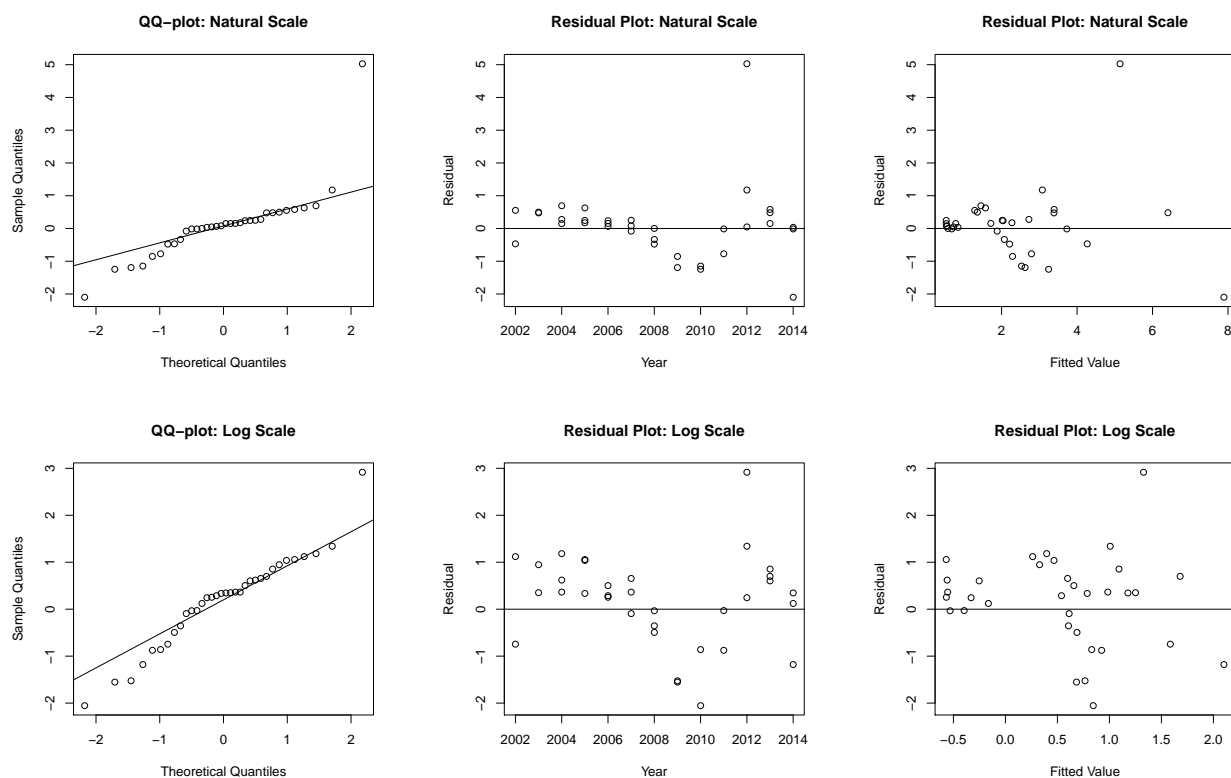 QQ−plot: Natural Scale
Sample Quantiles
5
4
3
2
1
0
−1
−2
−2 −1 0 1 2
Theoretical Quantiles
Residual Plot: Natural Scale
Residual
5
4
3
2
1
0
−1
−2
2002 2004 2006 2008 2010 2012 2014
Year
Residual Plot: Natural Scale
Residual
5
4
3
2
1
0
−1
−2
2 4 6 8
Fitted Value
QQ−plot: Log Scale
Sample Quantiles
3
2
1
0
−1
−2
−2 −1 0 1 2
Theoretical Quantiles
Residual Plot: Log Scale
Residual
3
2
1
0
−1
−2
2002 2004 2006 2008 2010 2012 2014
Year
Residual Plot: Log Scale
Residual
3
2
1
0
−1
−2
−0.5 0.0 0.5 1.0 1.5 2.0
Fitted Value